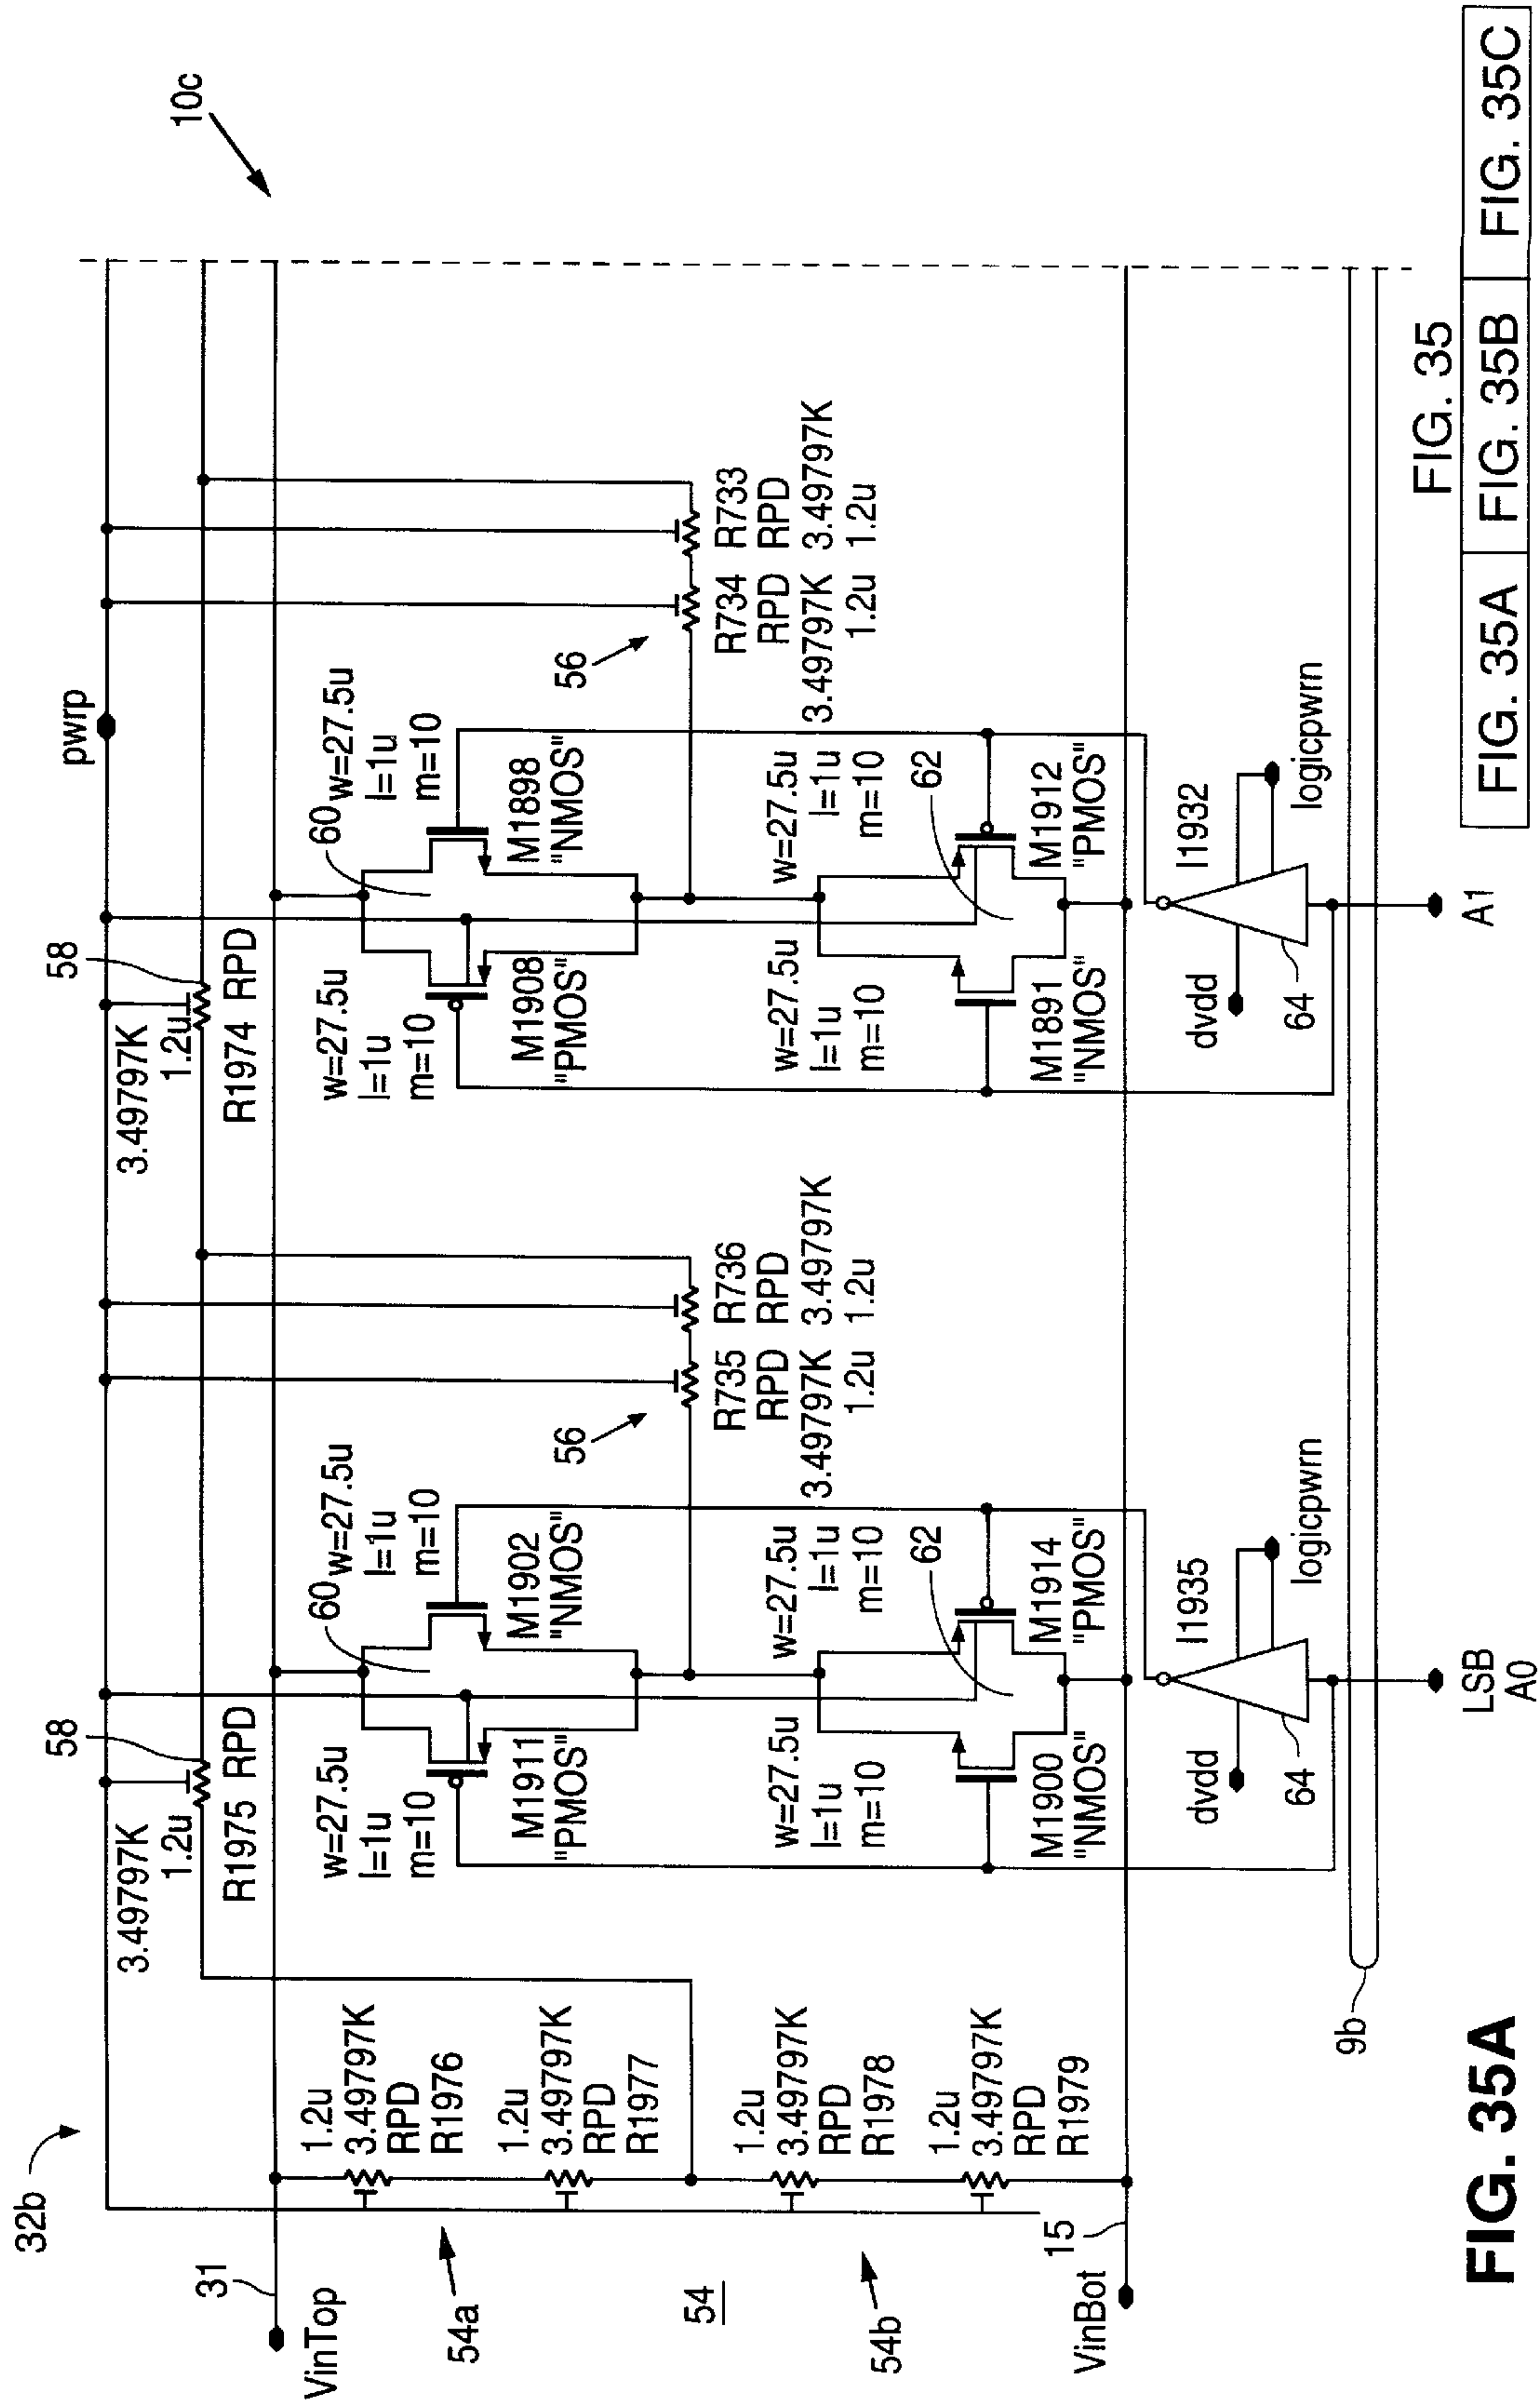 32b
10c
pwrp
58
58
3.49797K
1.2u
R1975 RPD
3.49797K
1.2u
R1974 RPD
31
VinTop
54a
54
54b
15
VinBot
1.2u
3.49797K
RPD
R1976
1.2u
3.49797K
RPD
R1977
1.2u
3.49797K
RPD
R1978
1.2u
3.49797K
RPD
R1979
w=27.5u
l=1u
m=10
M1911
"PMOS"
60
w=27.5u
l=1u
m=10
M1902
"NMOS"
56
R735
RPD
3.49797K
1.2u
R736
RPD
3.49797K
1.2u
w=27.5u
l=1u
m=10
M1900
"NMOS"
w=27.5u
l=1u
m=10
62
M1914
"PMOS"
dvdd
64
I1935
logicpwrn
LSB
A0
w=27.5u
l=1u
m=10
M1908
"PMOS"
60
w=27.5u
l=1u
m=10
M1898
"NMOS"
56
R734
RPD
3.49797K
1.2u
R733
RPD
3.49797K
1.2u
w=27.5u
l=1u
m=10
M1891
"NMOS"
w=27.5u
l=1u
m=10
62
M1912
"PMOS"
dvdd
64
I1932
logicpwrn
A1
9b
FIG. 35A
FIG. 35
FIG. 35A FIG. 35B FIG. 35C